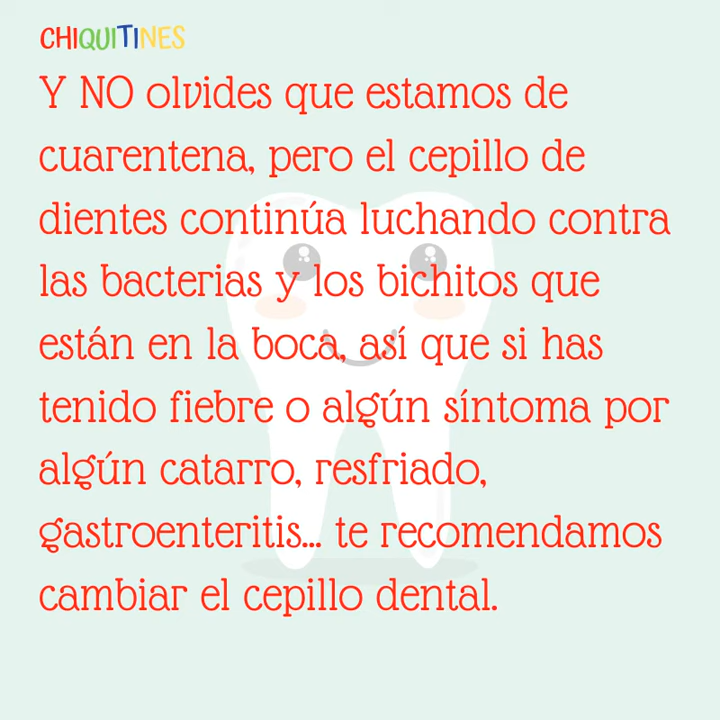 CHIQUITINES
Y NO olvides que estamos de
cuarentena, pero el cepillo de
dientes continúa luchando contra
las bacterias y los bichitos que
están en la boca, así que si has
tenido fiebre o algún síntoma por
algún catarro, resfriado,
gastroenteritis... te recomendamos
cambiar el cepillo dental.